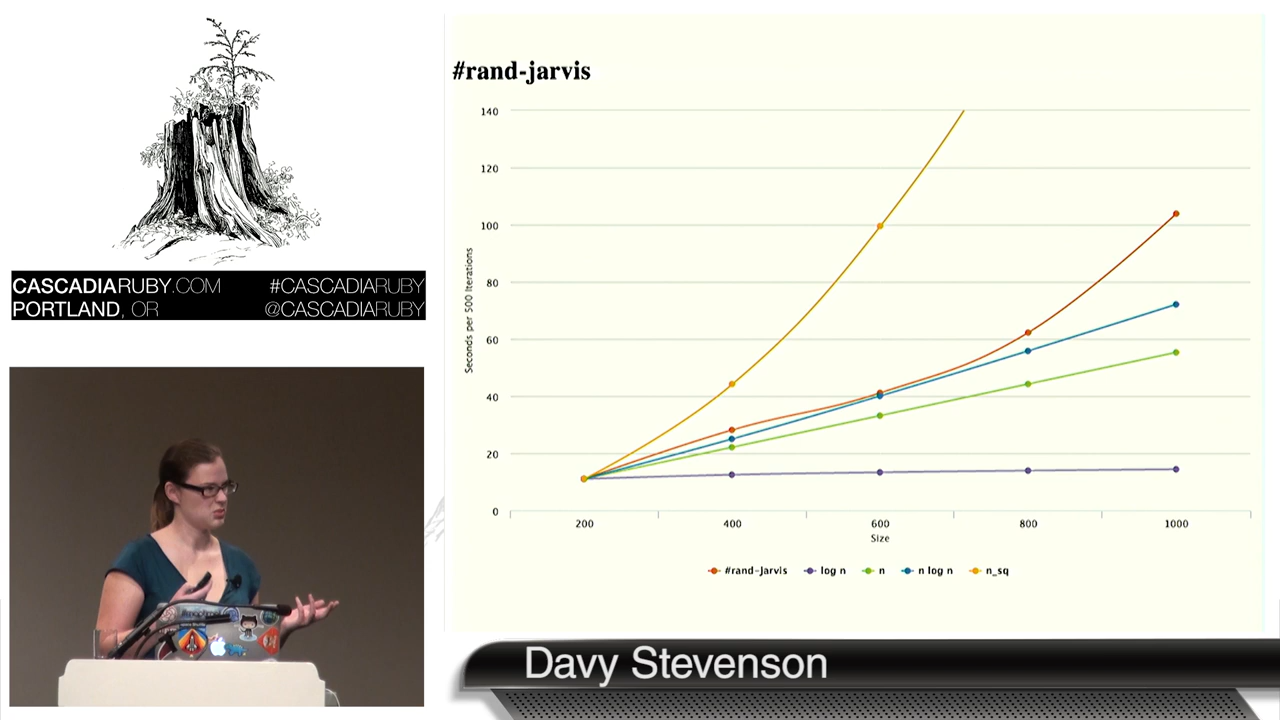 CASCADIARUBY.COM #CASCADIARUBY
PORTLAND, OR @CASCADIARUBY
#rand-jarvis
140
120
100
80
60
40
20
0
Seconds per 500 Iterations
200 400 600 800 1000
Size
#rand-Jarvis log n n n log n n_sq
Davy Stevenson